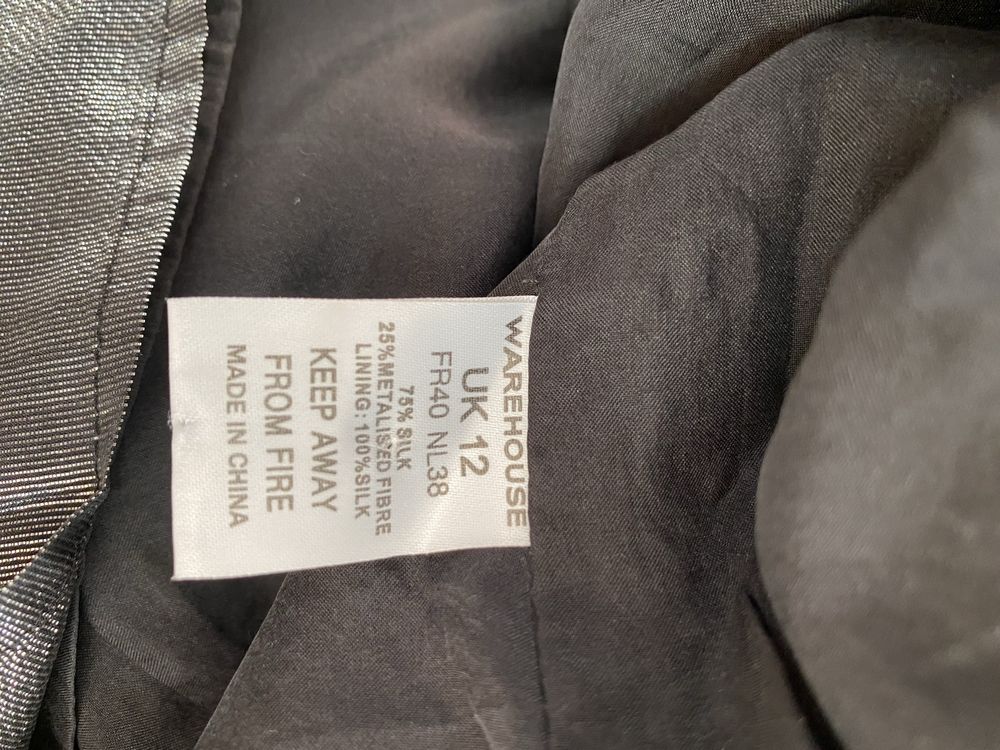 WAREHOUSE
UK 12
FR40 NL38
75% SILK
25%METALISED FIBRE
LINING: 100%SILK
KEEP AWAY
FROM FIRE
MADE IN CHINA